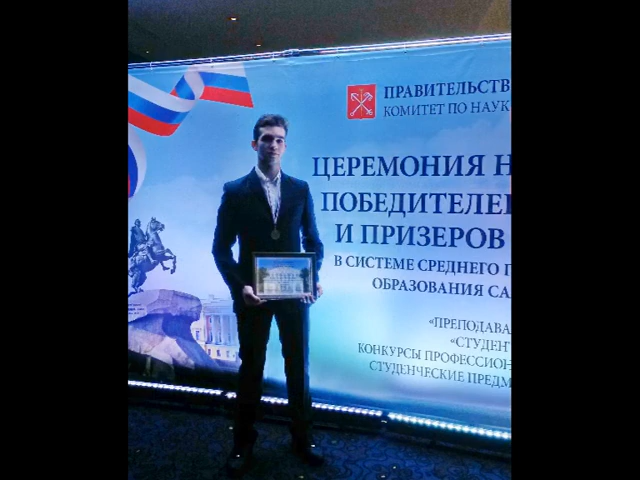 ПРАВИТЕЛЬСТВ
КОМИТЕТ ПО НАУК
ЦЕРЕМОНИЯ Н
ПОБЕДИТЕЛЕ
И ПРИЗЕРОВ
В СИСТЕМЕ СРЕДНЕГО П
ОБРАЗОВАНИЯ СА
«ПРЕПОДАВА
«СТУДЕНТ
КОНКУРСЫ ПРОФЕССИОН
СТУДЕНЧЕСКИЕ ПРЕДМ